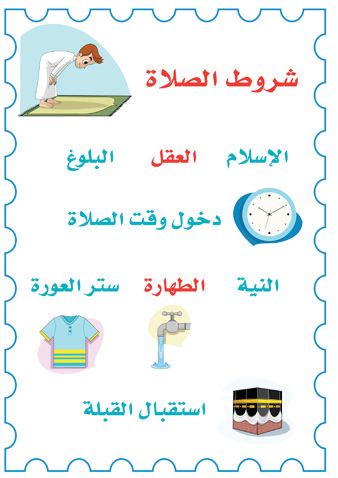 شروط الصلاة
الإسلام العقل البلوغ
دخول وقت الصلاة
النية الطهارة ستر العورة
استقبال القبلة